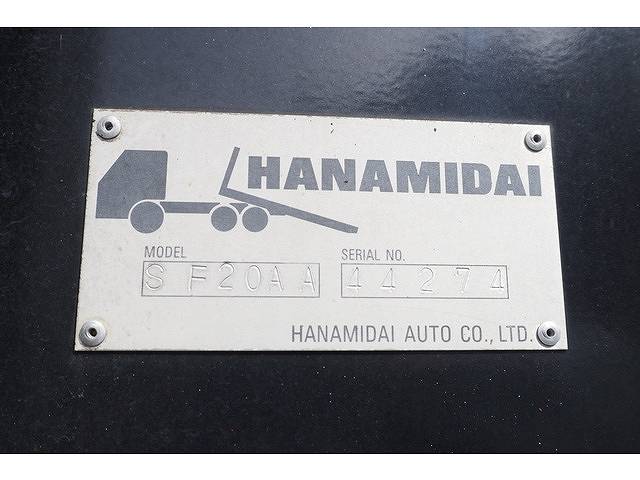 HANAMIDAI
MODEL SERIAL NO.
SF20AA 44274
HANAMIDAI AUTO CO., LTD.